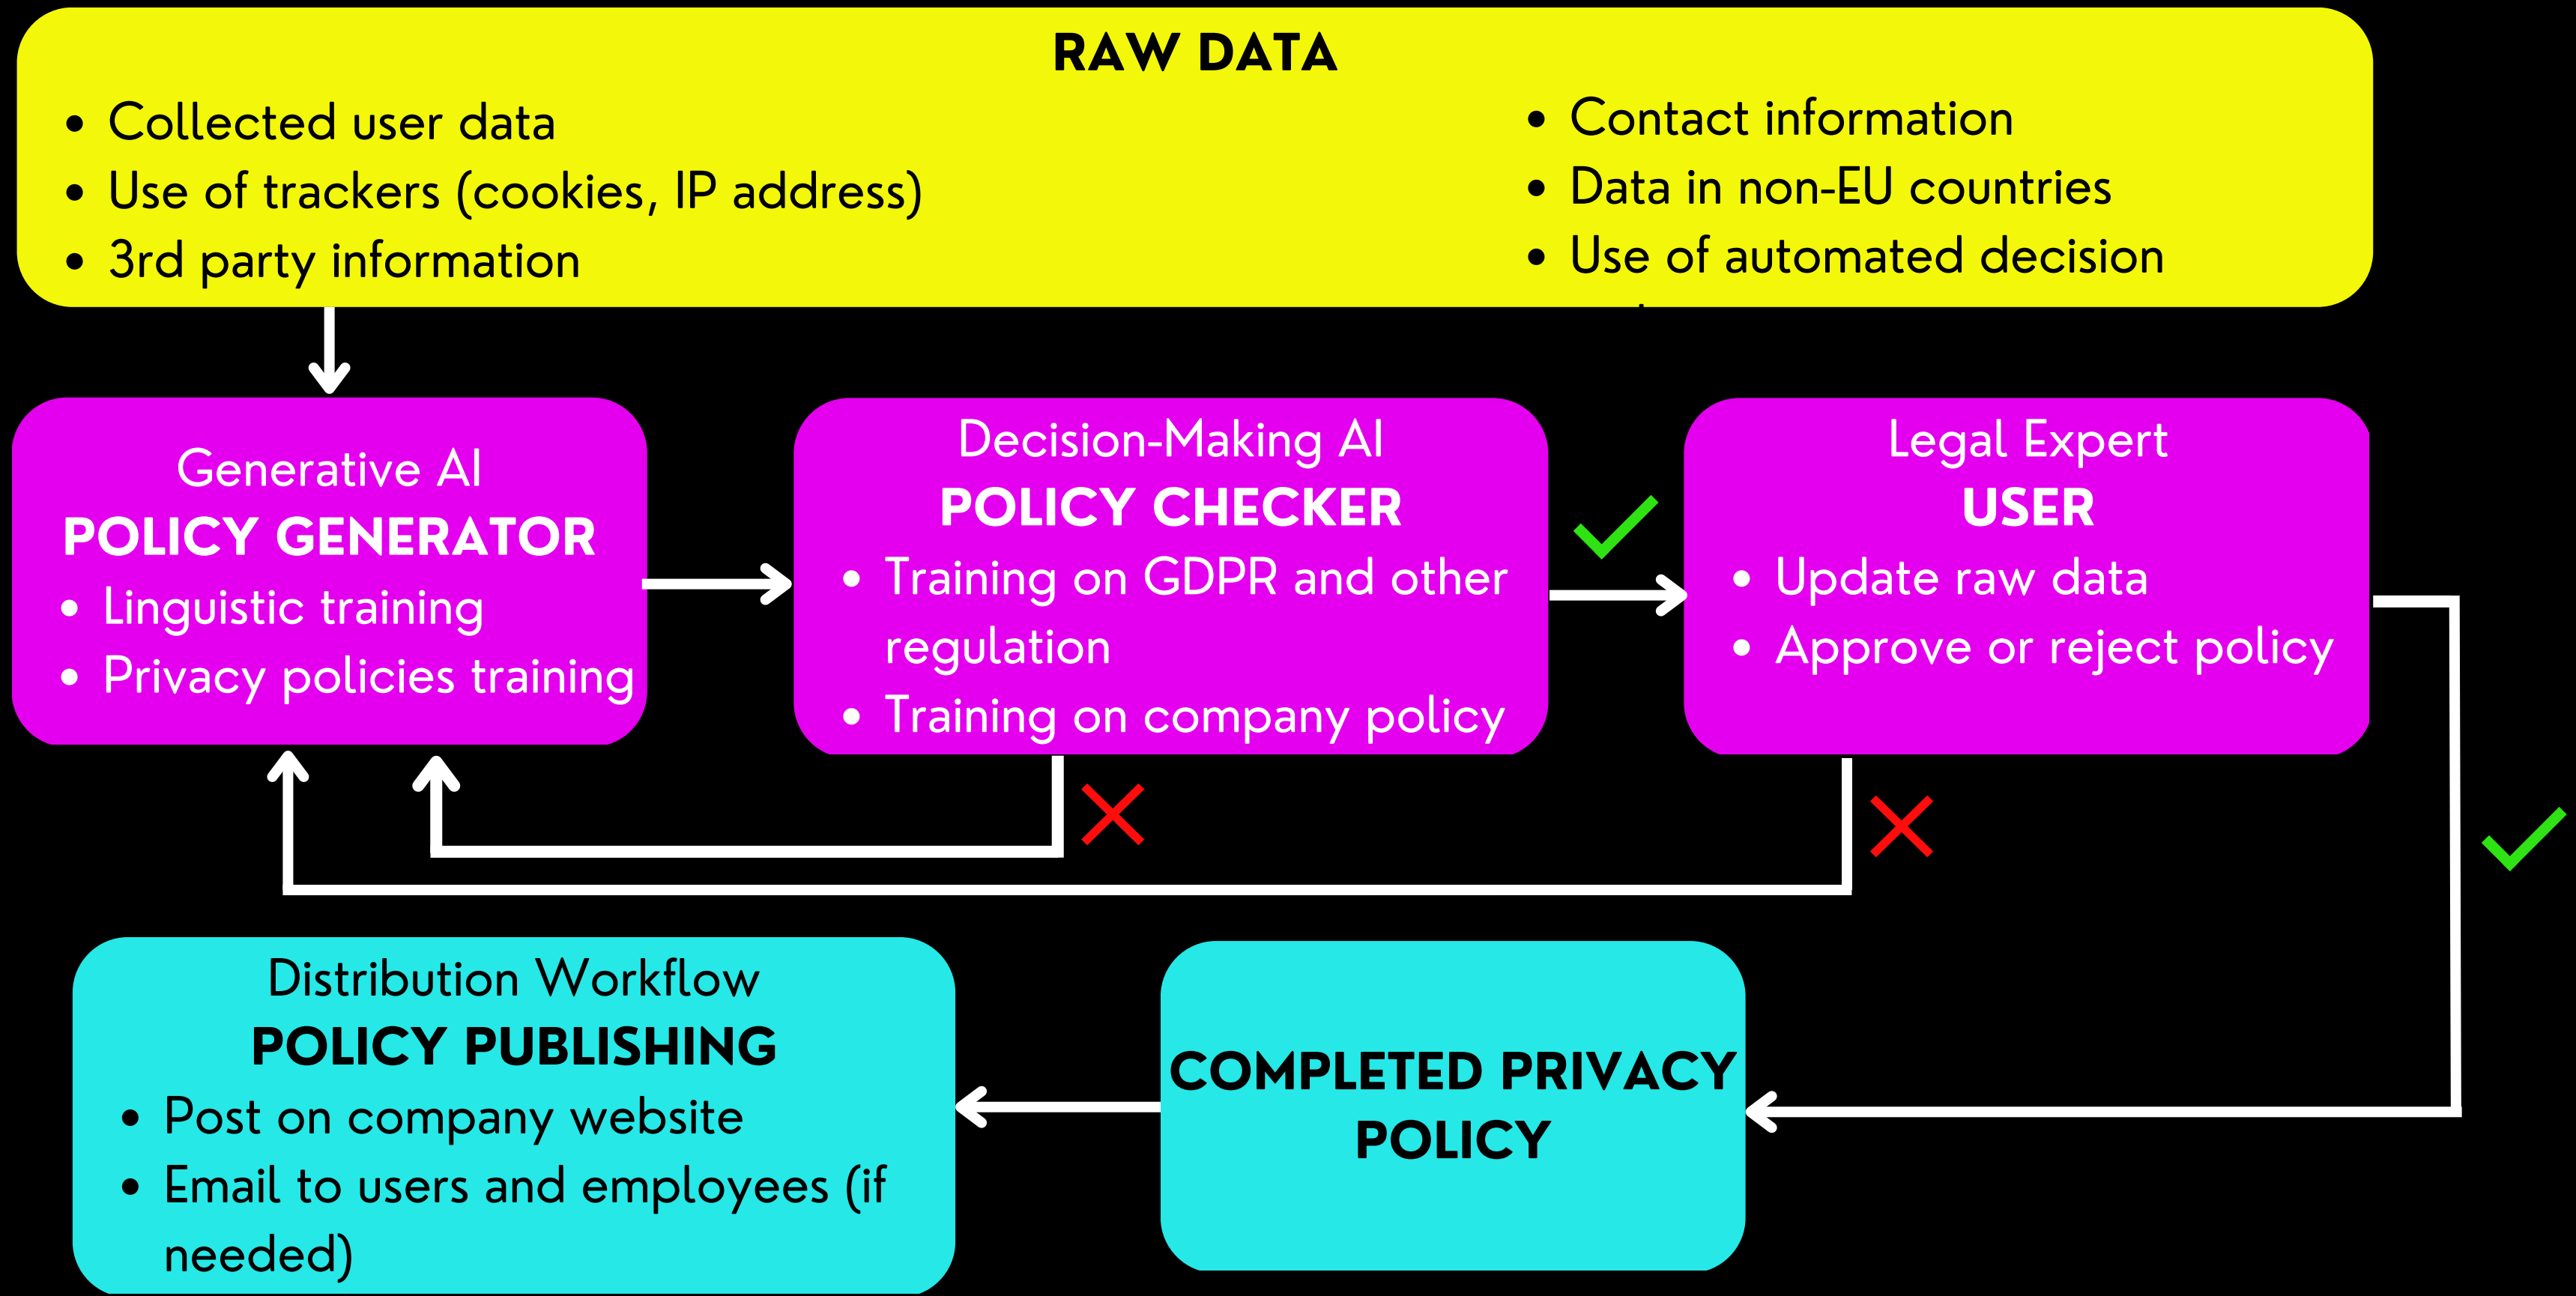 RAW DATA
• Collected user data
• Use of trackers (cookies, IP address)
• 3rd party information
• Contact information
• Data in non-EU countries
• Use of automated decision
Generative AI
POLICY GENERATOR
• Linguistic training
• Privacy policies training
Decision-Making AI
POLICY CHECKER
• Training on GDPR and other
regulation
• Training on company policy
Legal Expert
USER
• Update raw data
• Approve or reject policy
Distribution Workflow
POLICY PUBLISHING
• Post on company website
• Email to users and employees (if
needed)
COMPLETED PRIVACY
POLICY